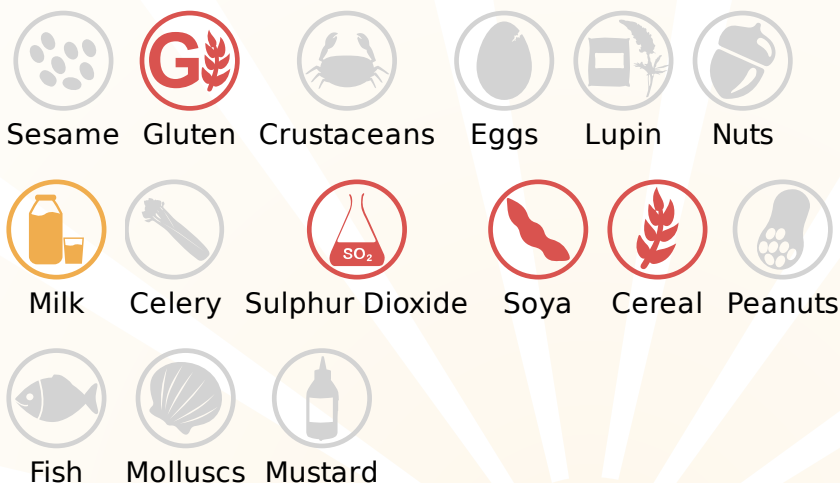 G
Sesame Gluten Crustaceans Eggs Lupin Nuts
SO₂
Milk Celery Sulphur Dioxide Soya Cereal Peanuts
Fish Molluscs Mustard